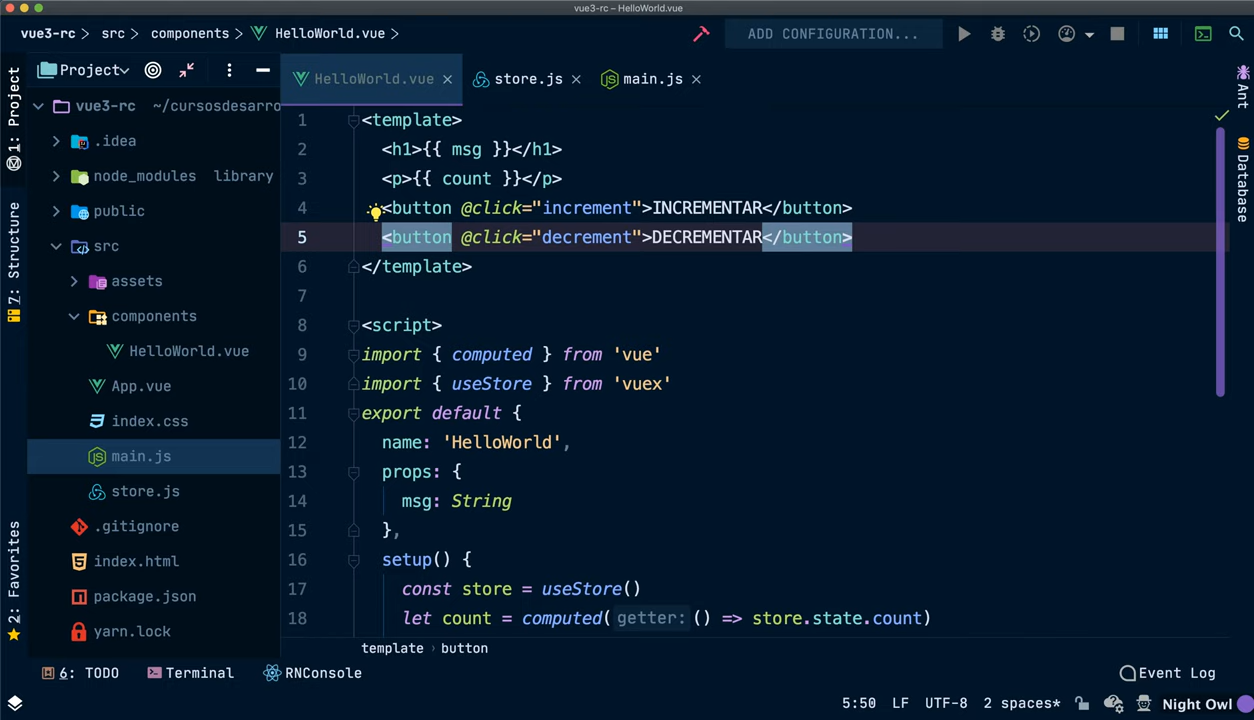 vue3-rc – HelloWorld.vue
vue3-rc > src > components > HelloWorld.vue >
ADD CONFIGURATION...
1: Project
Project
HelloWorld.vue ×
store.js ×
main.js ×
Ant
Database
7: Structure
2: Favorites
vue3-rc ~/cursosdesarro
.idea
node_modules library
public
src
assets
components
HelloWorld.vue
App.vue
index.css
main.js
store.js
.gitignore
index.html
package.json
yarn.lock
1 <template>
2 <h1>{{ msg }}</h1>
3 <p>{{ count }}</p>
4 <button @click="increment">INCREMENTAR</button>
5 <button @click="decrement">DECREMENTAR</button>
6 </template>
7
8 <script>
9 import { computed } from 'vue'
10 import { useStore } from 'vuex'
11 export default {
12 name: 'HelloWorld',
13 props: {
14 msg: String
15 },
16 setup() {
17 const store = useStore()
18 let count = computed( getter: () => store.state.count)
template › button
6: TODO
Terminal
RNConsole
Event Log
5:50 LF UTF-8 2 spaces* Night Owl